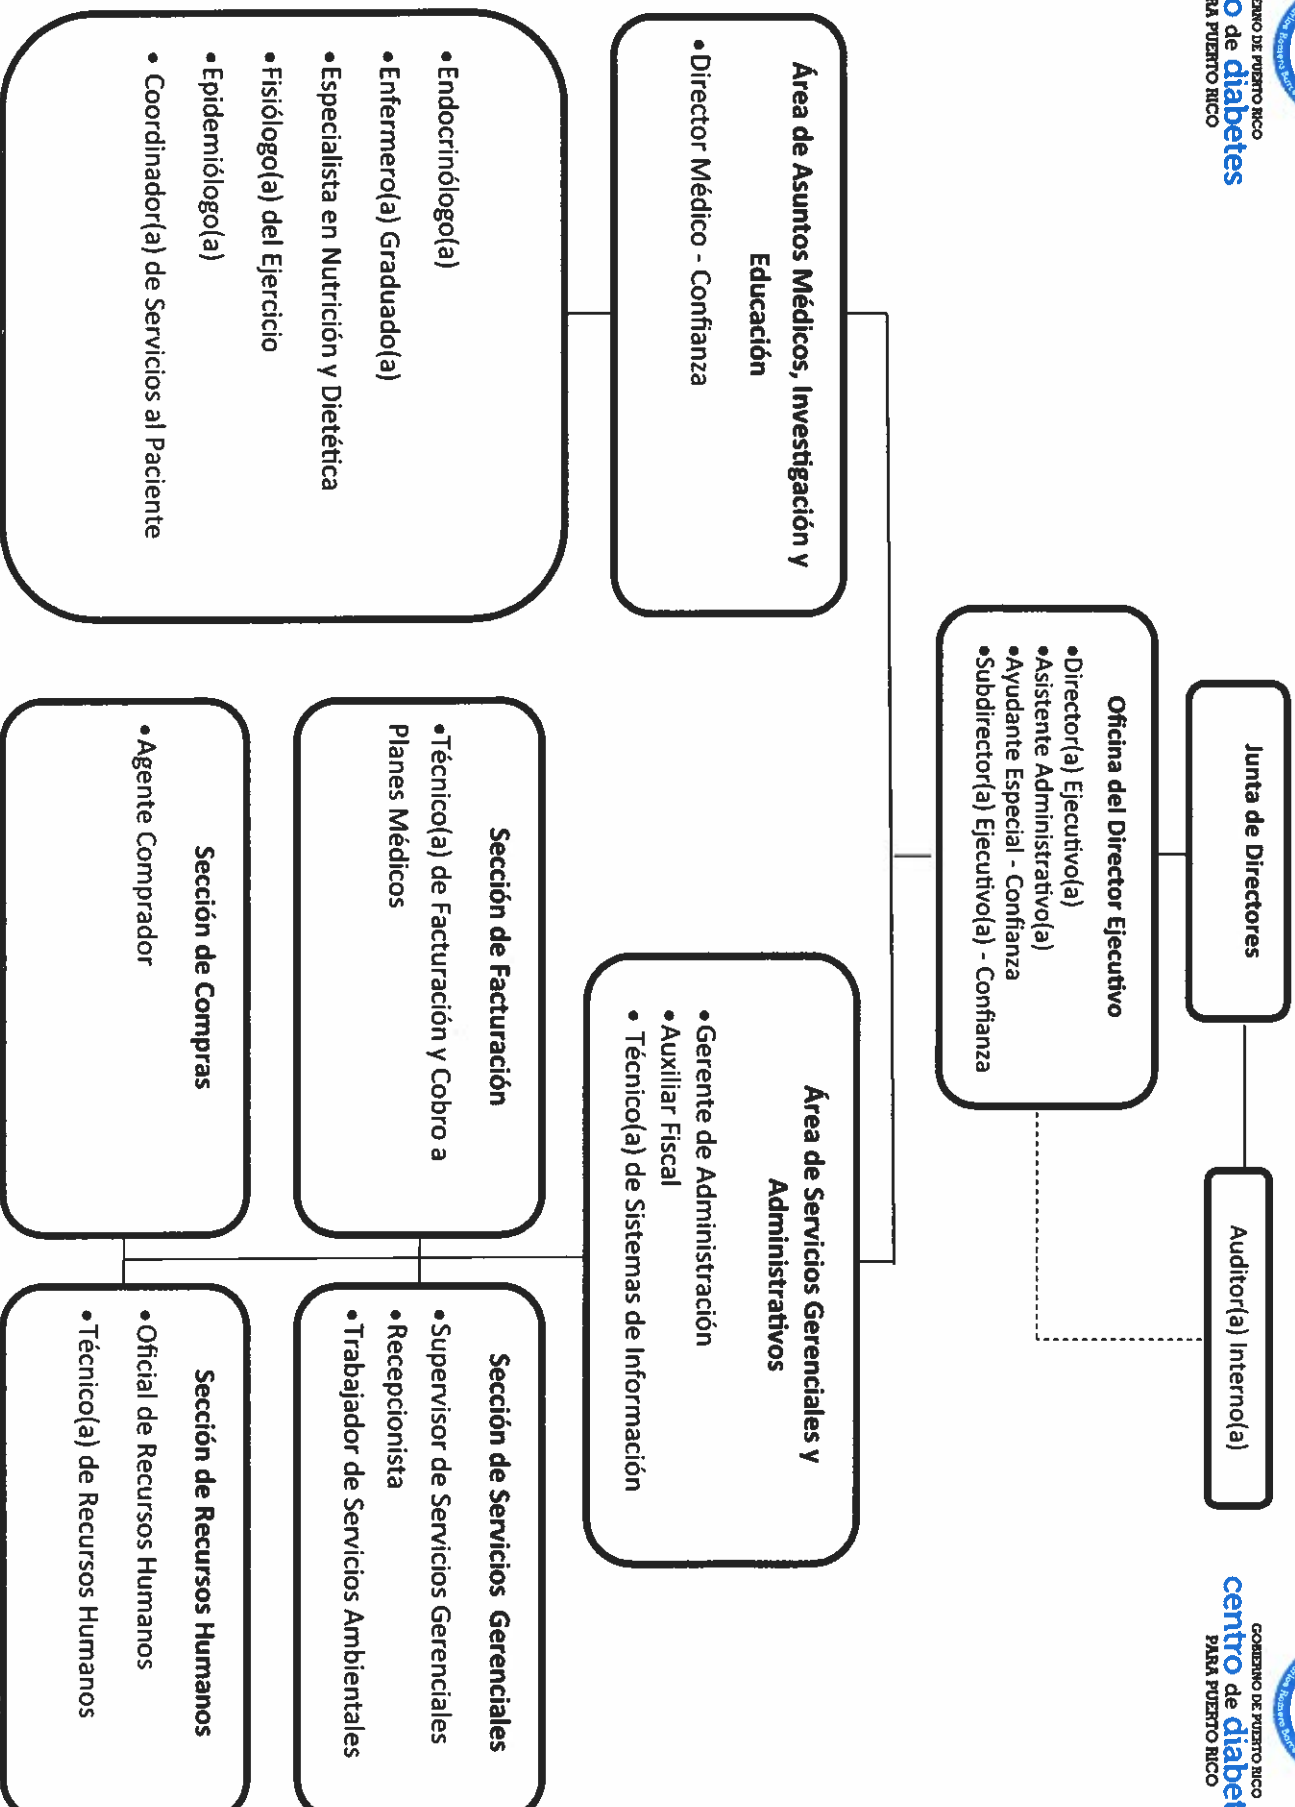 GOBIERNO DE PUERTO RICO
centro de
PARA PUERTO RICO
de diabetes
PUERTO RICO
Junta de Directores
Auditor(a) Interno(a)
Oficina del Director Ejecutivo
•Director(a) Ejecutivo(a)
•Asistente Administrativo(a)
•Ayudante Especial - Confianza
•Subdirector(a) Ejecutivo(a) - Confianza
Área de Asuntos Médicos, Investigación y
Educación
•Director Médico - Confianza
•Endocrinólogo(a)
•Enfermero(a) Graduado(a)
•Especialista en Nutrición y Dietética
•Fisiólogo(a) del Ejercicio
•Epidemiólogo(a)
• Coordinador(a) de Servicios al Paciente
Área de Servicios Gerenciales y
Administrativos
•Gerente de Administración
•Auxiliar Fiscal
• Técnico(a) de Sistemas de Información
Sección de Facturación
•Técnico(a) de Facturación y Cobro a
Planes Médicos
Sección de Servicios Gerenciales
•Supervisor de Servicios Gerenciales
•Recepcionista
•Trabajador de Servicios Ambientales
Sección de Compras
•Agente Comprador
Sección de Recursos Humanos
•Oficial de Recursos Humanos
•Técnico(a) de Recursos Humanos